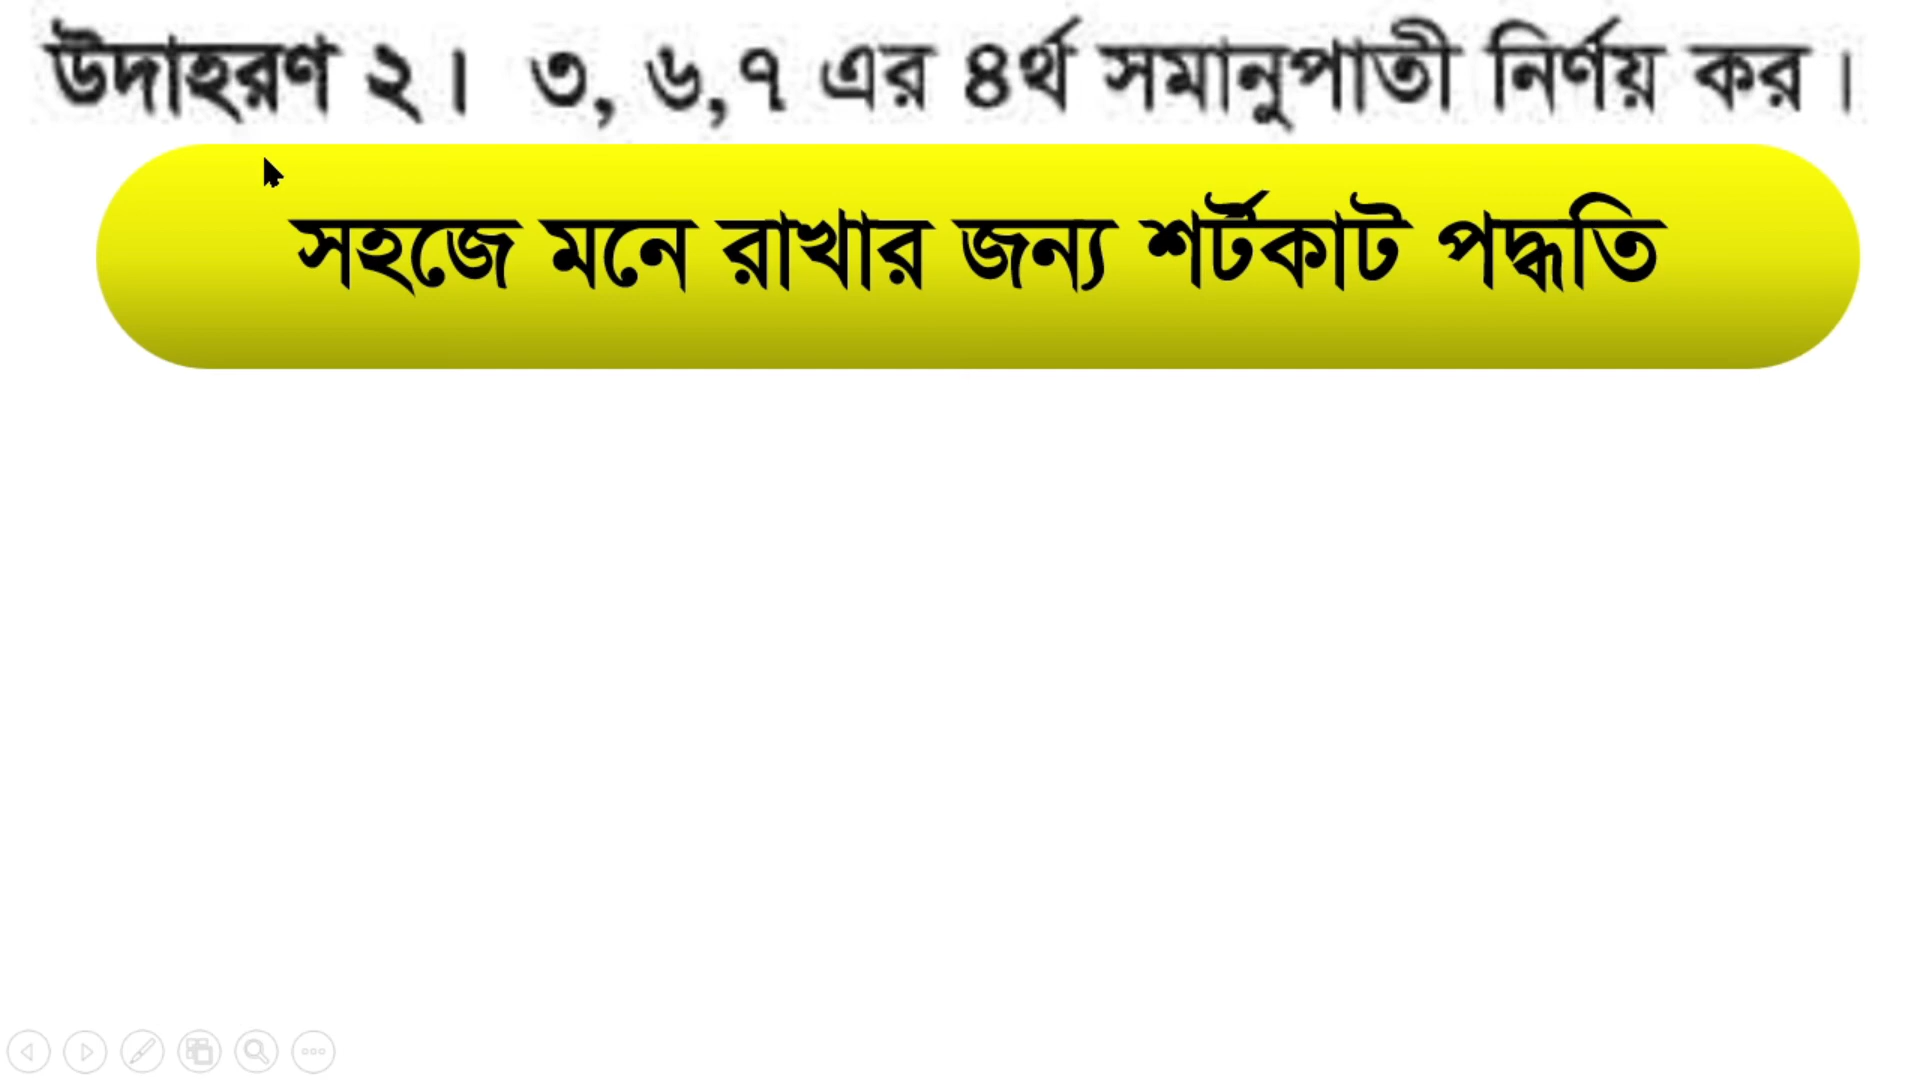 উদাহরণ ২। ৩, ৬,৭ এর ৪র্থ সমানুপাতী নির্ণয় কর।
সহজে মনে রাখার জন্য শর্টকাট পদ্ধতি